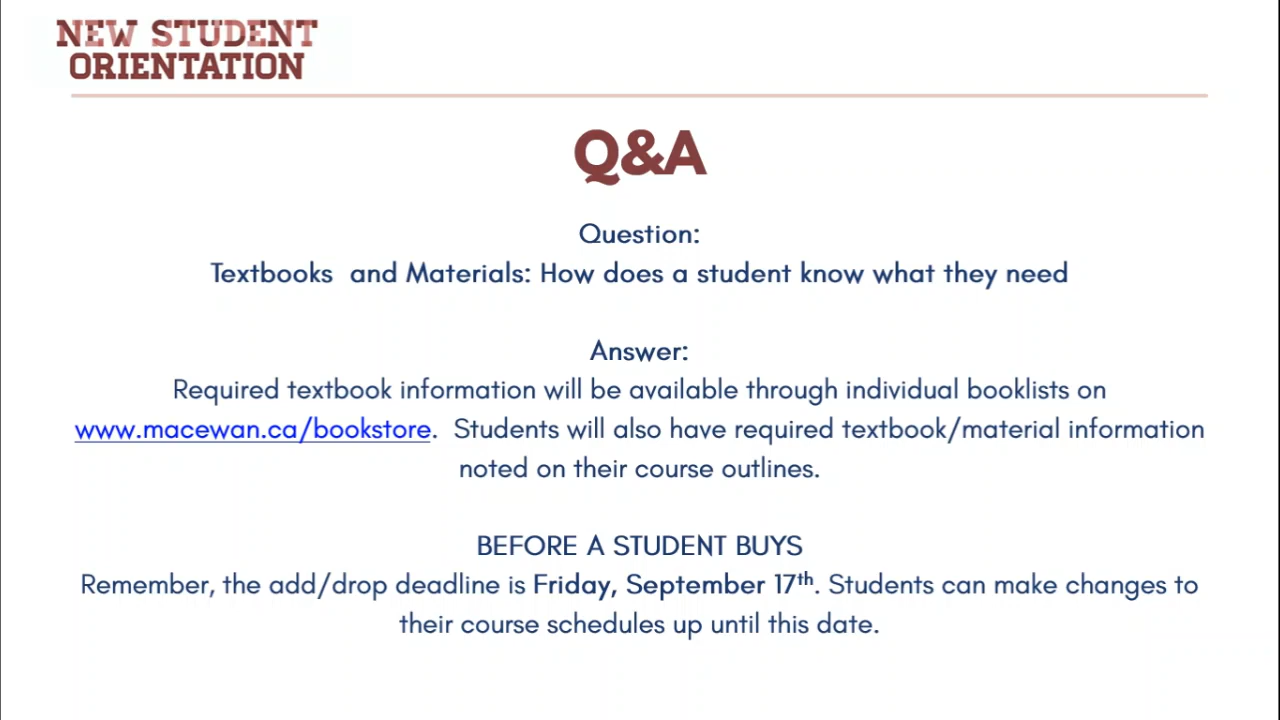 NEW STUDENT
ORIENTATION
Q&A
Question:
Textbooks  and Materials: How does a student know what they need
Answer:
Required textbook information will be available through individual booklists on
www.macewan.ca/bookstore.  Students will also have required textbook/material information
noted on their course outlines.
BEFORE A STUDENT BUYS
Remember, the add/drop deadline is Friday, September 17th. Students can make changes to
their course schedules up until this date.